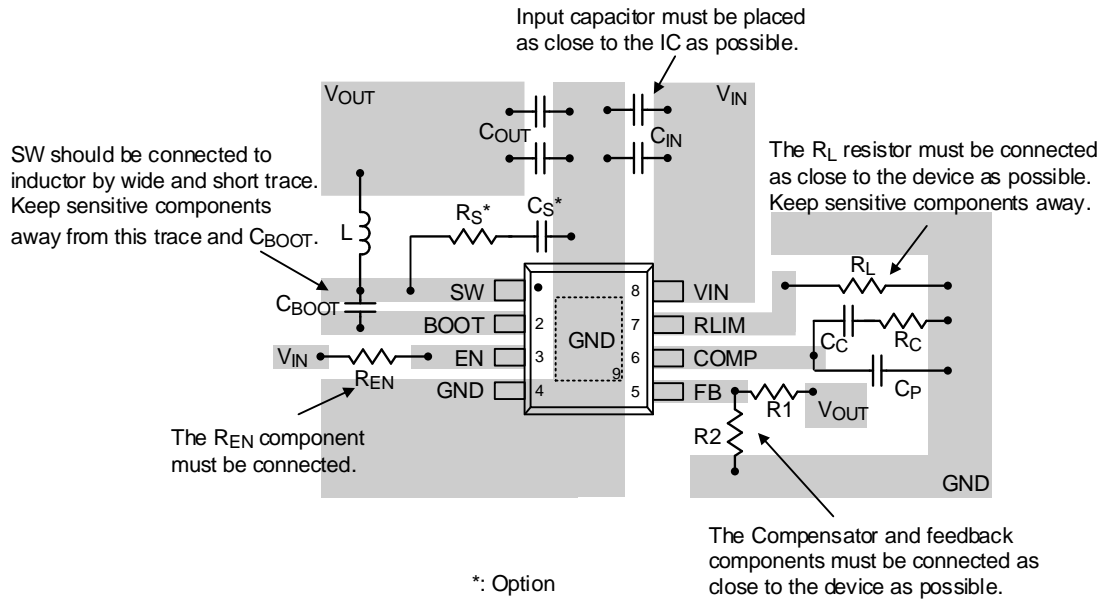 Input capacitor must be placed
as close to the IC as possible.
VOUT
VIN
COUT
CIN
SW should be connected to
inductor by wide and short trace.
Keep sensitive components
away from this trace and CBOOT.
The RL resistor must be connected
as close to the device as possible.
Keep sensitive components away.
L
RS*
CS*
RL
CBOOT
SW
8
VIN
BOOT
2
7
RLIM
CC
RC
GND
VIN
EN
3
6
COMP
REN
9
CP
GND
4
5
FB
R1
VOUT
R2
The REN component
must be connected.
GND
The Compensator and feedback
components must be connected as
close to the device as possible.
*: Option